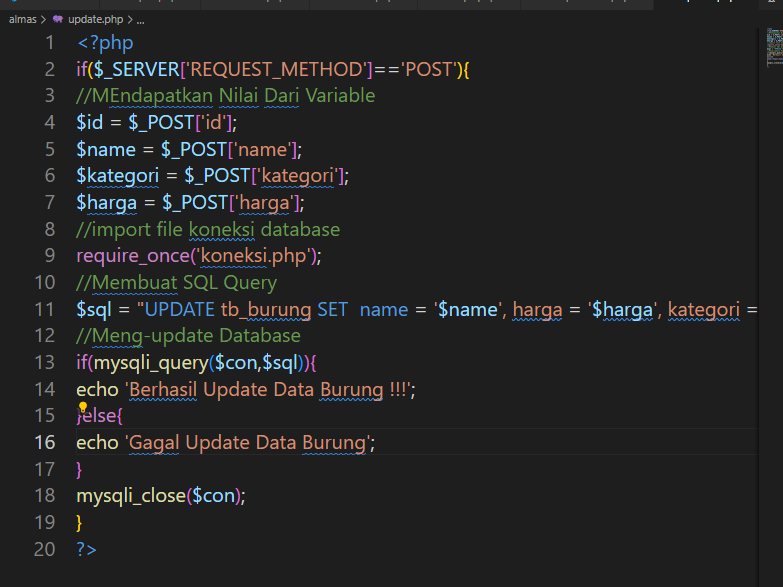 almas > update.php > ...
1 <?php
2 if($_SERVER['REQUEST_METHOD']=='POST'){
3 //MEndapatkan Nilai Dari Variable
4 $id = $_POST['id'];
5 $name = $_POST['name'];
6 $kategori = $_POST['kategori'];
7 $harga = $_POST['harga'];
8 //import file koneksi database
9 require_once('koneksi.php');
10 //Membuat SQL Query
11 $sql = "UPDATE tb_burung SET  name = '$name', harga = '$harga', kategori =
12 //Meng-update Database
13 if(mysqli_query($con,$sql)){
14 echo 'Berhasil Update Data Burung !!!';
15 }else{
16 echo 'Gagal Update Data Burung';
17 }
18 mysqli_close($con);
19 }
20 ?>